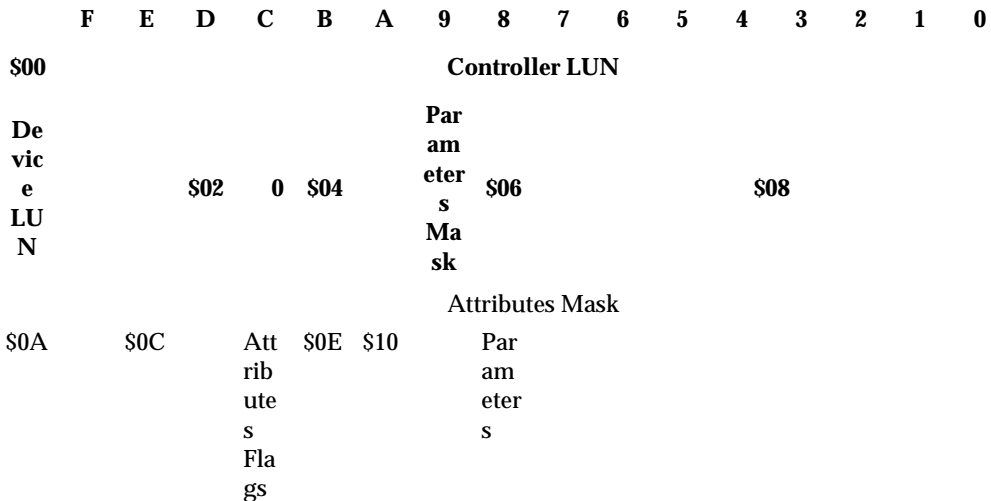 F E D C B A 9 8 7 6 5 4 3 2 1 0
$00 Controller LUN
De
vic
e
LU
N
$02 0 $04
Par
am
eter
s
Ma
sk
$06 $08
Attributes Mask
$0A $0C
Att
rib
ute
s
Fla
gs
$0E $10
Par
am
eter
s